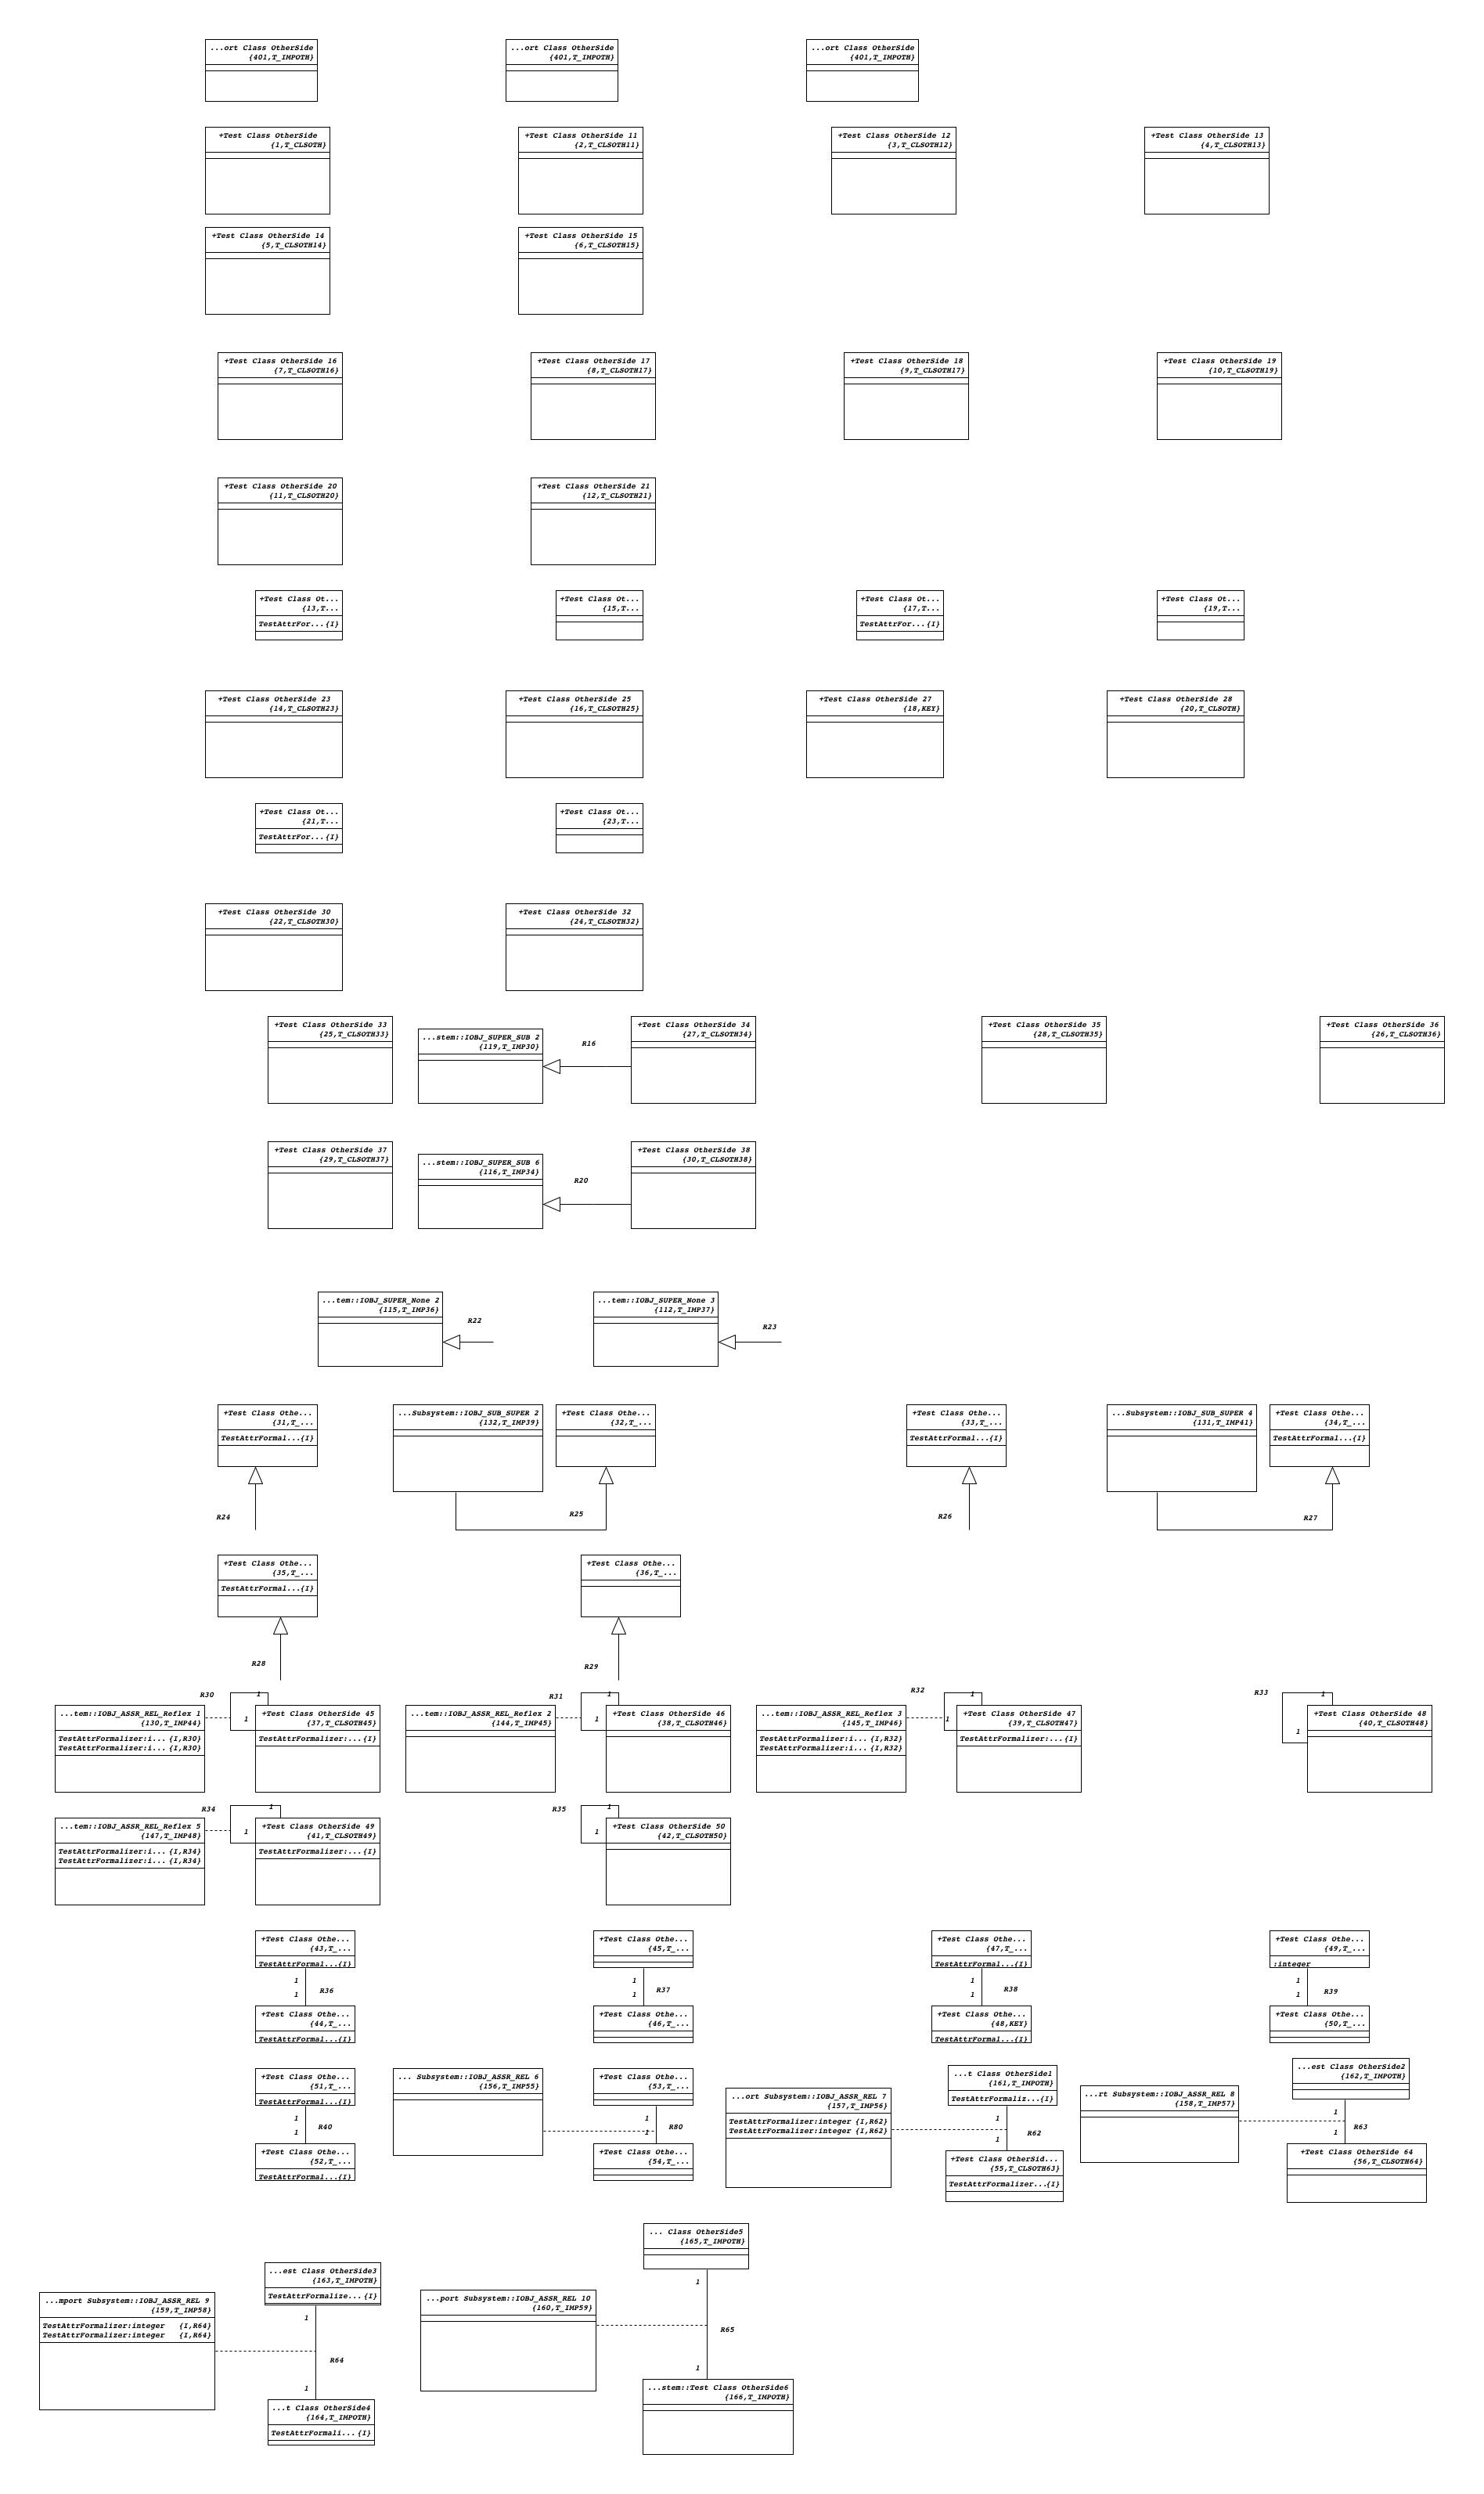 ...ort Class OtherSide
{401,T_IMPOTH}
...ort Class OtherSide
{401,T_IMPOTH}
...ort Class OtherSide
{401,T_IMPOTH}
+Test Class OtherSide
{1,T_CLSOTH}
+Test Class OtherSide 11
{2,T_CLSOTH11}
+Test Class OtherSide 12
{3,T_CLSOTH12}
+Test Class OtherSide 13
{4,T_CLSOTH13}
+Test Class OtherSide 14
{5,T_CLSOTH14}
+Test Class OtherSide 15
{6,T_CLSOTH15}
+Test Class OtherSide 16
{7,T_CLSOTH16}
+Test Class OtherSide 17
{8,T_CLSOTH17}
+Test Class OtherSide 18
{9,T_CLSOTH17}
+Test Class OtherSide 19
{10,T_CLSOTH19}
+Test Class OtherSide 20
{11,T_CLSOTH20}
+Test Class OtherSide 21
{12,T_CLSOTH21}
+Test Class Ot...
{13,T...
TestAttrFor...{I}
+Test Class Ot...
{15,T...
+Test Class Ot...
{17,T...
TestAttrFor...{I}
+Test Class Ot...
{19,T...
+Test Class OtherSide 23
{14,T_CLSOTH23}
+Test Class OtherSide 25
{16,T_CLSOTH25}
+Test Class OtherSide 27
{18,KEY}
+Test Class OtherSide 28
{20,T_CLSOTH}
+Test Class Ot...
{21,T...
TestAttrFor...{I}
+Test Class Ot...
{23,T...
+Test Class OtherSide 30
{22,T_CLSOTH30}
+Test Class OtherSide 32
{24,T_CLSOTH32}
+Test Class OtherSide 33
{25,T_CLSOTH33}
...stem::IOBJ_SUPER_SUB 2
{119,T_IMP30}
R16
+Test Class OtherSide 34
{27,T_CLSOTH34}
+Test Class OtherSide 35
{28,T_CLSOTH35}
+Test Class OtherSide 36
{26,T_CLSOTH36}
+Test Class OtherSide 37
{29,T_CLSOTH37}
...stem::IOBJ_SUPER_SUB 6
{116,T_IMP34}
R20
+Test Class OtherSide 38
{30,T_CLSOTH38}
...tem::IOBJ_SUPER_None 2
{115,T_IMP36}
R22
...tem::IOBJ_SUPER_None 3
{112,T_IMP37}
R23
+Test Class Othe...
{31,T_...
TestAttrFormal...{I}
R24
...Subsystem::IOBJ_SUB_SUPER 2
{132,T_IMP39}
+Test Class Othe...
{32,T_...
R25
+Test Class Othe...
{33,T_...
TestAttrFormal...{I}
R26
...Subsystem::IOBJ_SUB_SUPER 4
{131,T_IMP41}
+Test Class Othe...
{34,T_...
TestAttrFormal...{I}
R27
+Test Class Othe...
{35,T_...
TestAttrFormal...{I}
R28
+Test Class Othe...
{36,T_...
R29
R30
1
1
...tem::IOBJ_ASSR_REL_Reflex 1
{130,T_IMP44}
TestAttrFormalizer:i... {I,R30}
TestAttrFormalizer:i... {I,R30}
+Test Class OtherSide 45
{37,T_CLSOTH45}
TestAttrFormalizer:...{I}
R31
1
1
...tem::IOBJ_ASSR_REL_Reflex 2
{144,T_IMP45}
+Test Class OtherSide 46
{38,T_CLSOTH46}
R32
1
1
...tem::IOBJ_ASSR_REL_Reflex 3
{145,T_IMP46}
TestAttrFormalizer:i... {I,R32}
TestAttrFormalizer:i... {I,R32}
+Test Class OtherSide 47
{39,T_CLSOTH47}
TestAttrFormalizer:...{I}
R33
1
1
+Test Class OtherSide 48
{40,T_CLSOTH48}
R34
1
1
...tem::IOBJ_ASSR_REL_Reflex 5
{147,T_IMP48}
TestAttrFormalizer:i... {I,R34}
TestAttrFormalizer:i... {I,R34}
+Test Class OtherSide 49
{41,T_CLSOTH49}
TestAttrFormalizer:...{I}
R35
1
1
+Test Class OtherSide 50
{42,T_CLSOTH50}
+Test Class Othe...
{43,T_...
TestAttrFormal...{I}
1
1
R36
+Test Class Othe...
{44,T_...
TestAttrFormal...{I}
+Test Class Othe...
{45,T_...
1
1
R37
+Test Class Othe...
{46,T_...
+Test Class Othe...
{47,T_...
TestAttrFormal...{I}
1
1
R38
+Test Class Othe...
{48,KEY}
TestAttrFormal...{I}
+Test Class Othe...
{49,T_...
:integer
1
1
R39
+Test Class Othe...
{50,T_...
+Test Class Othe...
{51,T_...
TestAttrFormal...{I}
1
1
R40
+Test Class Othe...
{52,T_...
TestAttrFormal...{I}
... Subsystem::IOBJ_ASSR_REL 6
{156,T_IMP55}
+Test Class Othe...
{53,T_...
1
1
R80
+Test Class Othe...
{54,T_...
...ort Subsystem::IOBJ_ASSR_REL 7
{157,T_IMP56}
TestAttrFormalizer:integer {I,R62}
TestAttrFormalizer:integer {I,R62}
...t Class OtherSide1
{161,T_IMPOTH}
TestAttrFormaliz...{I}
1
1
R62
+Test Class OtherSid...
{55,T_CLSOTH63}
TestAttrFormalizer...{I}
...rt Subsystem::IOBJ_ASSR_REL 8
{158,T_IMP57}
...est Class OtherSide2
{162,T_IMPOTH}
1
1
R63
+Test Class OtherSide 64
{56,T_CLSOTH64}
...mport Subsystem::IOBJ_ASSR_REL 9
{159,T_IMP58}
TestAttrFormalizer:integer {I,R64}
TestAttrFormalizer:integer {I,R64}
...est Class OtherSide3
{163,T_IMPOTH}
TestAttrFormalize...{I}
1
R64
1
...t Class OtherSide4
{164,T_IMPOTH}
TestAttrFormali...{I}
...port Subsystem::IOBJ_ASSR_REL 10
{160,T_IMP59}
... Class OtherSide5
{165,T_IMPOTH}
1
R65
1
...stem::Test Class OtherSide6
{166,T_IMPOTH}